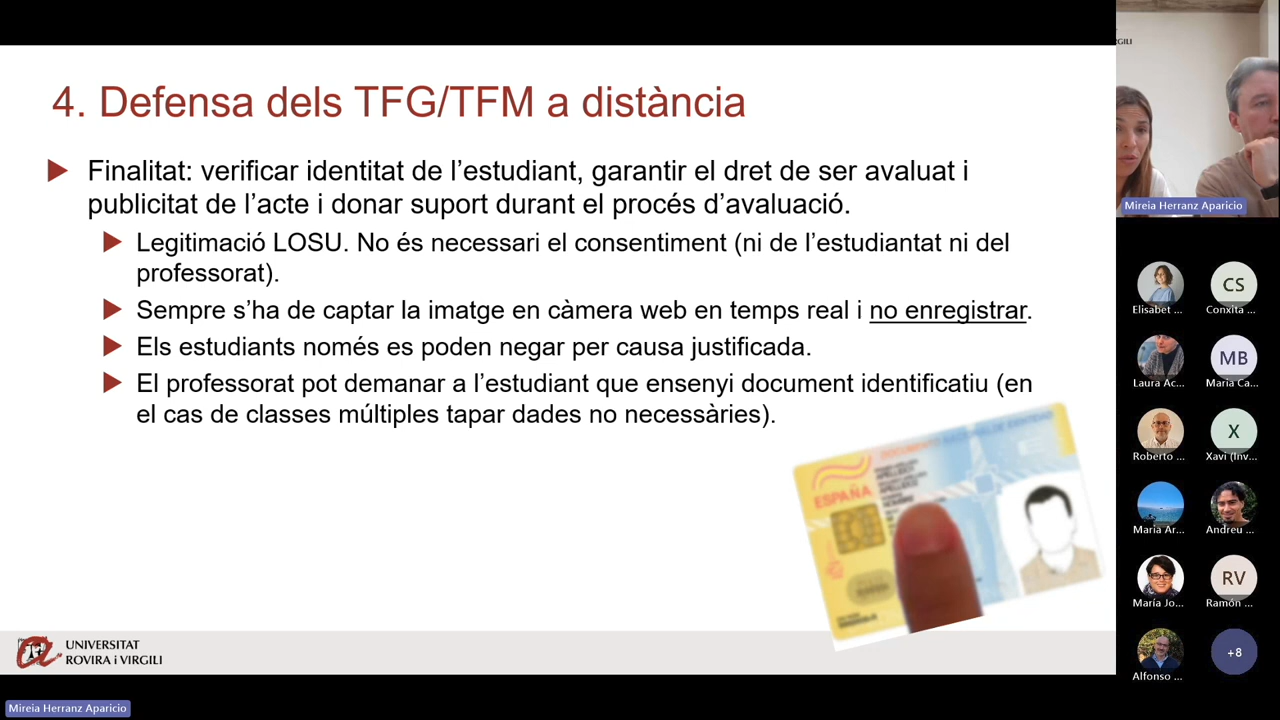 4. Defensa dels TFG/TFM a distància
Finalitat: verificar identitat de l’estudiant, garantir el dret de ser avaluat i
publicitat de l’acte i donar suport durant el procés d’avaluació.
Legitimació LOSU. No és necessari el consentiment (ni de l’estudiantat ni del
professorat).
Sempre s’ha de captar la imatge en càmera web en temps real i no enregistrar.
Els estudiants només es poden negar per causa justificada.
El professorat pot demanar a l’estudiant que ensenyi document identificatiu (en
el cas de classes múltiples tapar dades no necessàries).
ESPAÑA
UNIVERSITAT
ROVIRA i VIRGILI
Mireia Herranz Aparicio
Mireia Herranz Aparicio
Elisabet ...
CS
Conxita ...
Laura Ac...
MB
Maria Ca...
Roberto ...
X
Xavi (Inv...
Maria Ar...
Andreu ...
María Jo...
RV
Ramón ...
Alfonso ...
+8